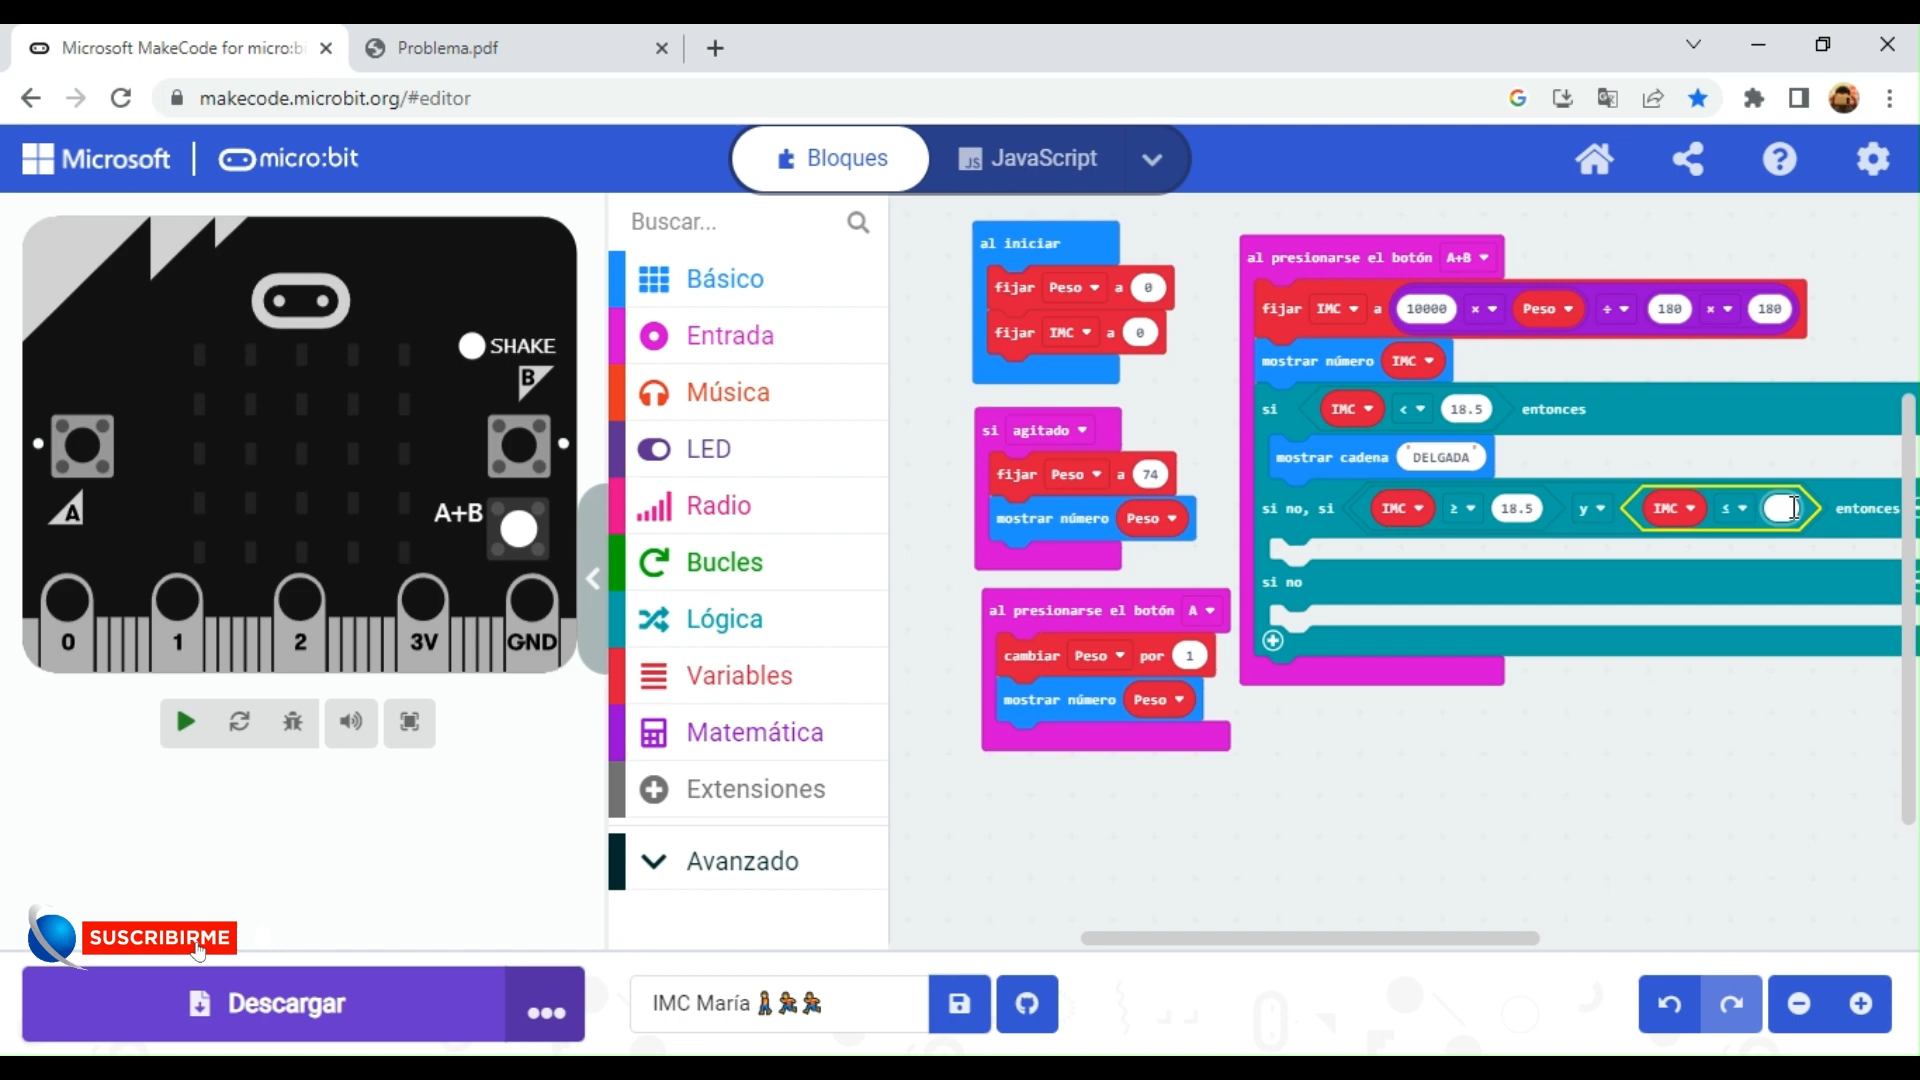 Microsoft MakeCode for micro:bi
Problema.pdf
makecode.microbit.org/#editor
Microsoft
micro:bit
Bloques
JS JavaScript
SHAKE
B
A
A+B
0 1 2 3V GND
Buscar...
Básico
Entrada
Música
LED
Radio
Bucles
Lógica
Variables
Matemática
Extensiones
Avanzado
al iniciar
fijar Peso a 0
fijar IMC a 0
si agitado
fijar Peso a 74
mostrar número Peso
al presionarse el botón A
cambiar Peso por 1
mostrar número Peso
al presionarse el botón A+B
fijar IMC a 10000 × Peso ÷ 180 × 180
mostrar número IMC
si IMC < 18.5 entonces
mostrar cadena "DELGADA"
si no, si IMC ≥ 18.5 y IMC ≤ entonces
si no
SUSCRIBIRME
Descargar
IMC María